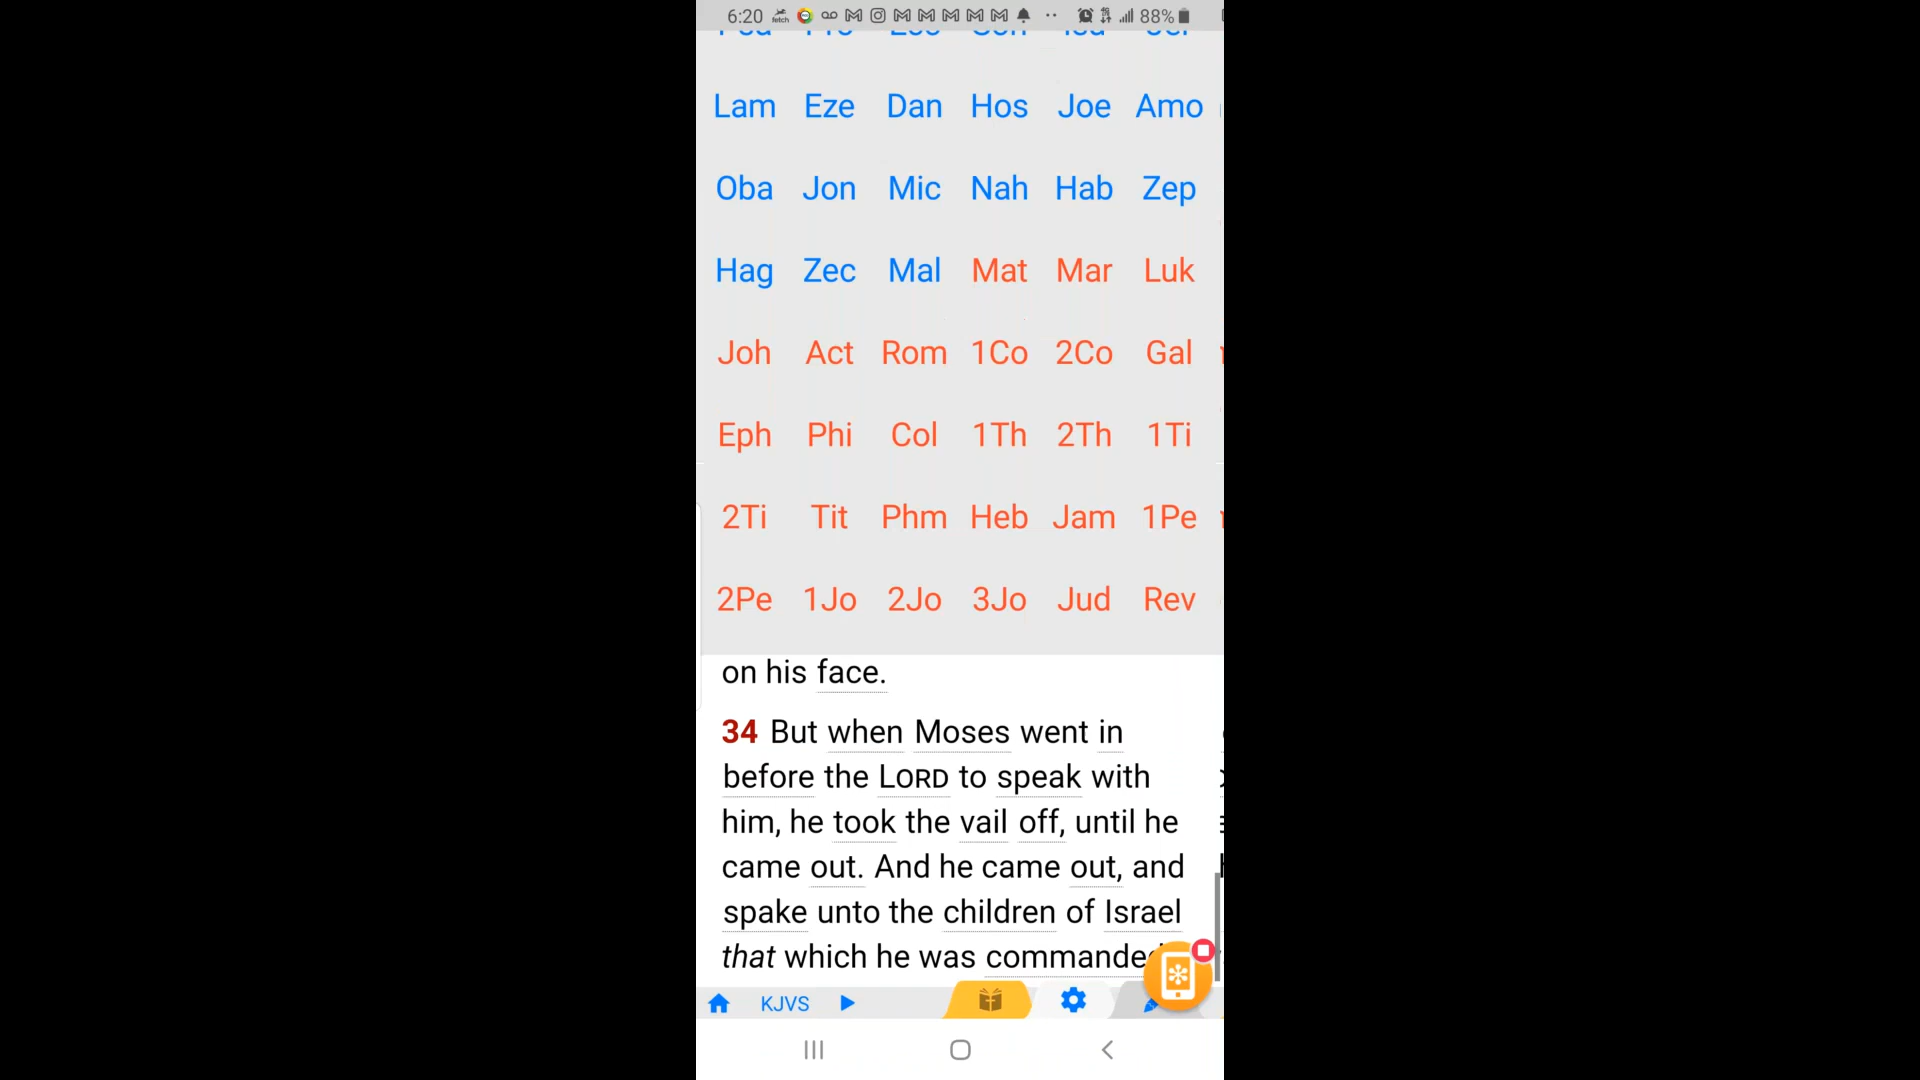 6:20 fetch 88%
Lam Eze Dan Hos Joe Amo
Oba Jon Mic Nah Hab Zep
Hag Zec Mal Mat Mar Luk
Joh Act Rom 1Co 2Co Gal
Eph Phi Col 1Th 2Th 1Ti
2Ti Tit Phm Heb Jam 1Pe
2Pe 1Jo 2Jo 3Jo Jud Rev
on his face.
34 But when Moses went in
before the LORD to speak with
him, he took the vail off, until he
came out. And he came out, and
spake unto the children of Israel
that which he was
KJVS